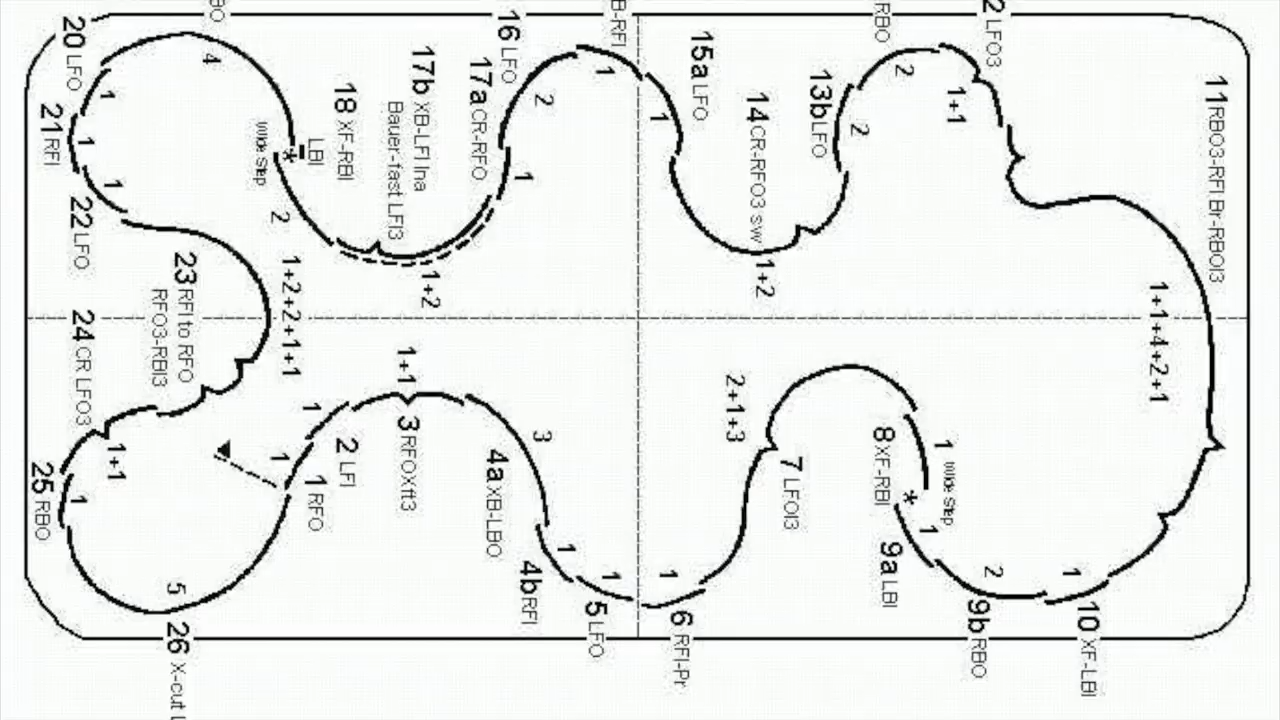 1 RFO
1
2 LFI
1
3 RFOXft3
1+1
4a XB-LBO
3
4b RFI
1
5 LFO
1
6 RFI-Pr
1
7 LFOI3
2+1+3
8 XF-RBI
1
Wide Step
*
9a LBI
1
9b RBO
2
10 XF-LBI
1
11 RBO3-RFI Br-RBOI3
1+1+4+2+1
2 LFO3
1+1
RBO
2
13b LFO
2
14 CR-RFO3 sw
1+2
15a LFO
1
B-RFI
1
16 LFO
2
17a CR-RFO
1
17b XB-LFI Ina
Bauer-fast LFI3
1+2
18 XF-RBI
2
Wide Step
*
LBI
BO
4
20 LFO
1
21 RFI
1
22 LFO
1
23 RFI to RFO
RFO3-RBI3
1+2+2+1+1
24 CR LFO3
1+1
25 RBO
1
26 X-cut L
5